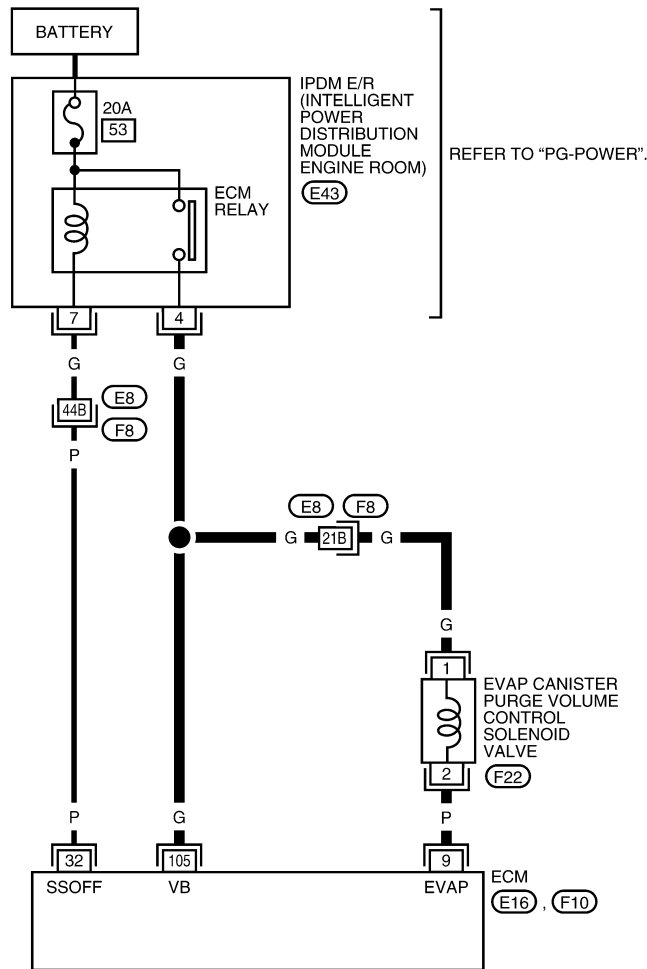 BATTERY
20A
53
IPDM E/R
(INTELLIGENT
POWER
DISTRIBUTION
MODULE
ENGINE ROOM)
E43
REFER TO “PG-POWER”.
ECM
RELAY
7
4
G
G
44B
E8
F8
P
E8
F8
G
21B
G
G
1
EVAP CANISTER
PURGE VOLUME
CONTROL
SOLENOID
VALVE
2
F22
P
G
P
32
105
9
SSOFF
VB
EVAP
ECM
E16 , F10